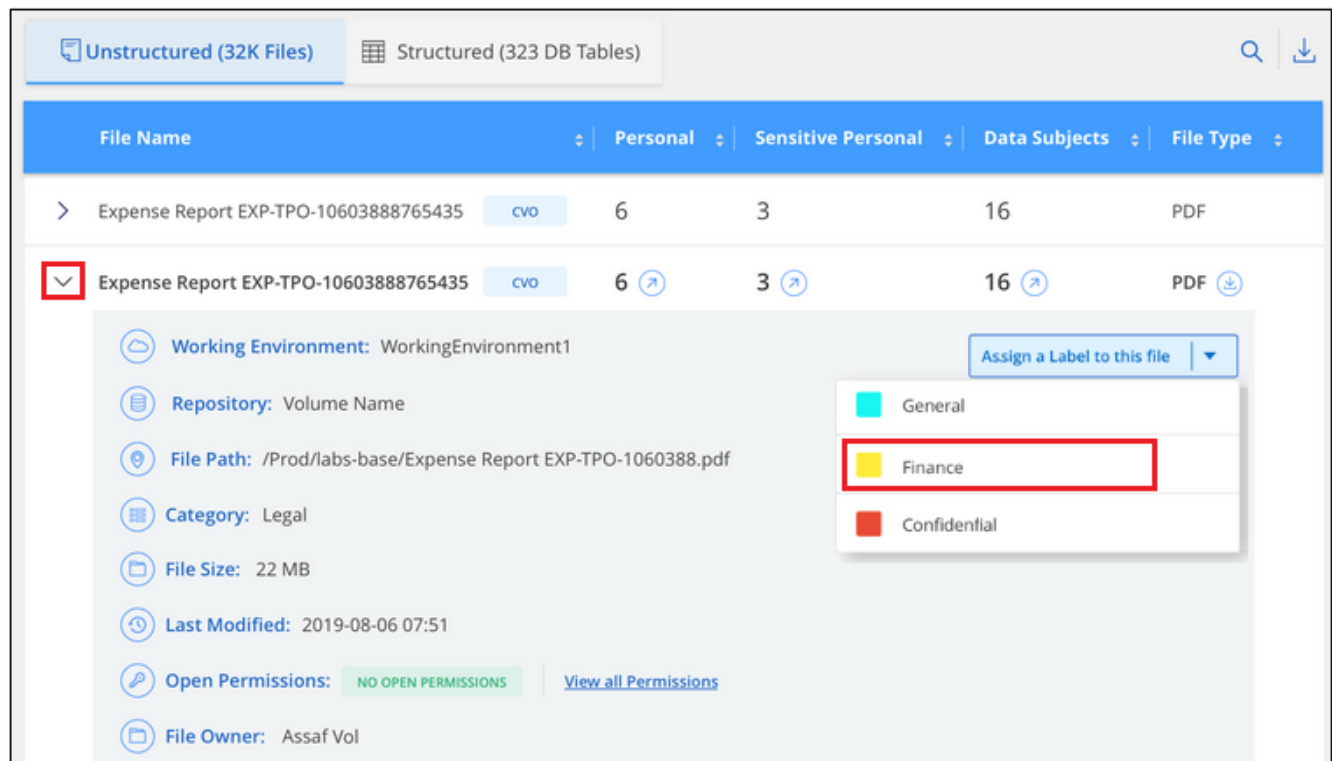 Unstructured (32K Files) Structured (323 DB Tables)
File Name Personal Sensitive Personal Data Subjects File Type
Expense Report EXP-TPO-10603888765435 CVO 6 3 16 PDF
Expense Report EXP-TPO-10603888765435 CVO 6 3 16 PDF
Working Environment: WorkingEnvironment1
Assign a Label to this file
Repository: Volume Name
General
File Path: /Prod/labs-base/Expense Report EXP-TPO-1060388.pdf
Finance
Category: Legal
Confidential
File Size: 22 MB
Last Modified: 2019-08-06 07:51
Open Permissions: NO OPEN PERMISSIONS View all Permissions
File Owner: Assaf Vol